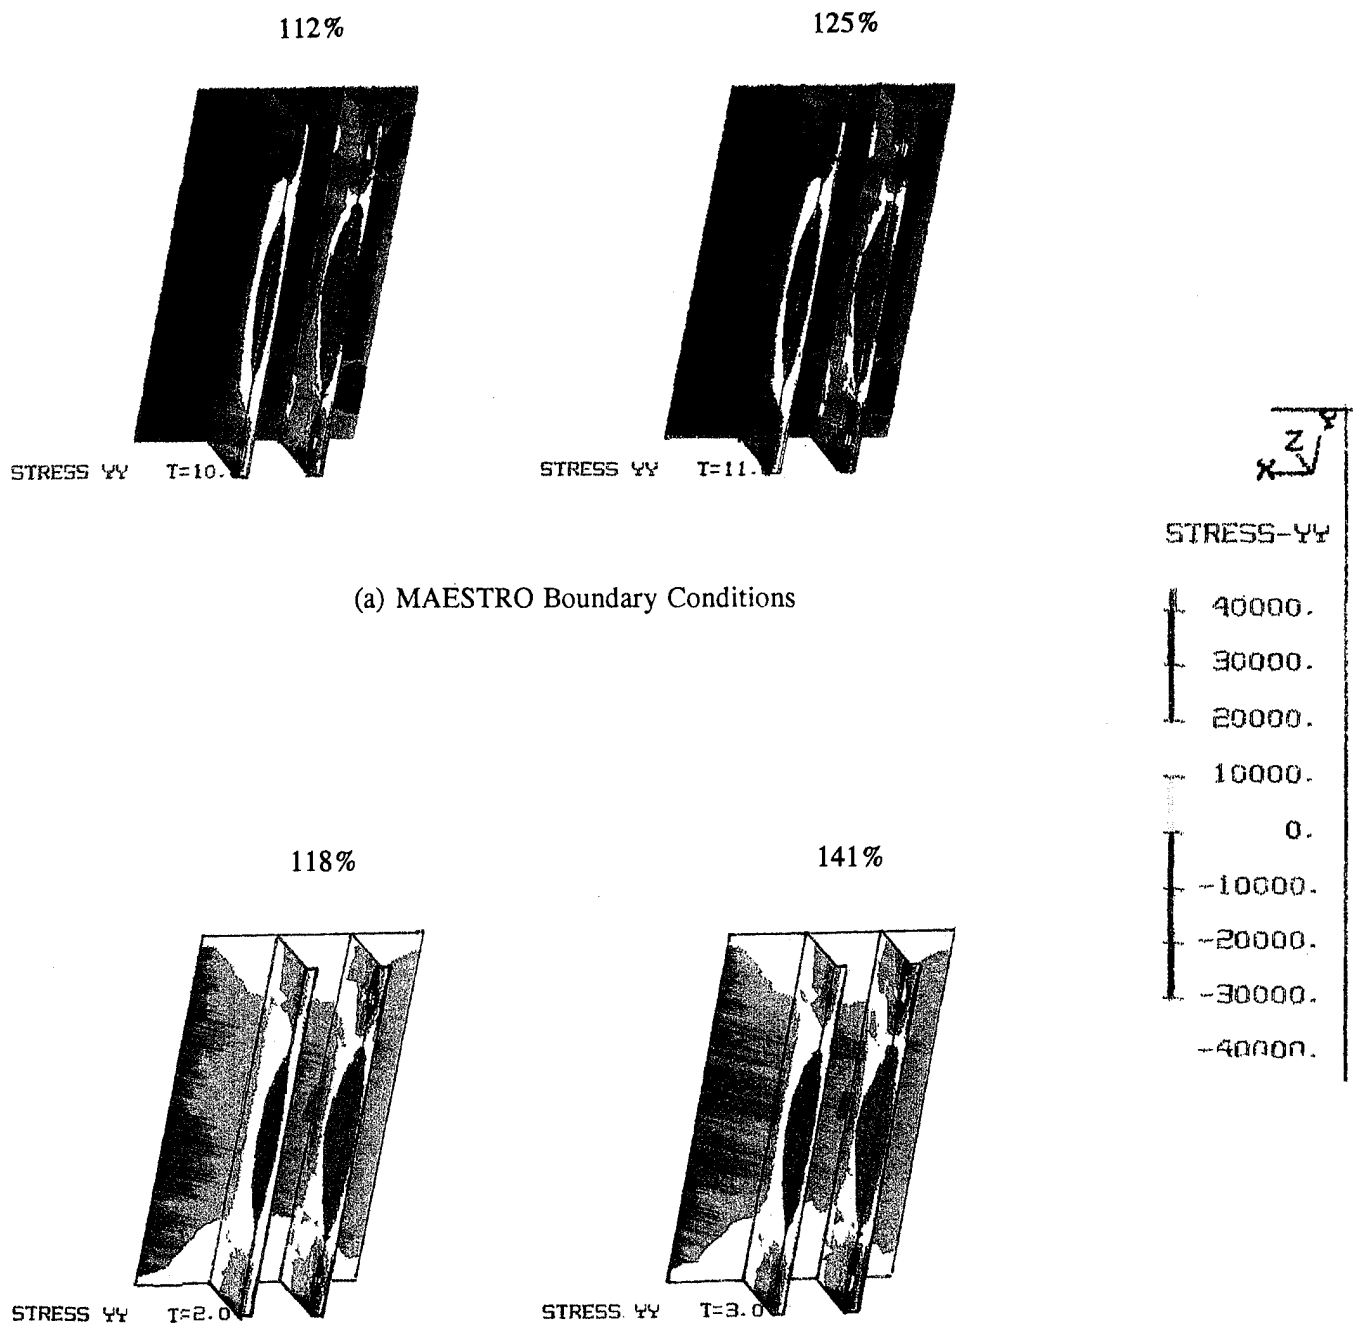 112%
125%
STRESS YY T=10.
STRESS YY T=11.
(a) MAESTRO Boundary Conditions
Y
Z
X
STRESS-YY
40000.
30000.
20000.
10000.
0.
-10000.
-20000.
-30000.
-40000.
118%
141%
STRESS YY T=2.0
STRESS YY T=3.0